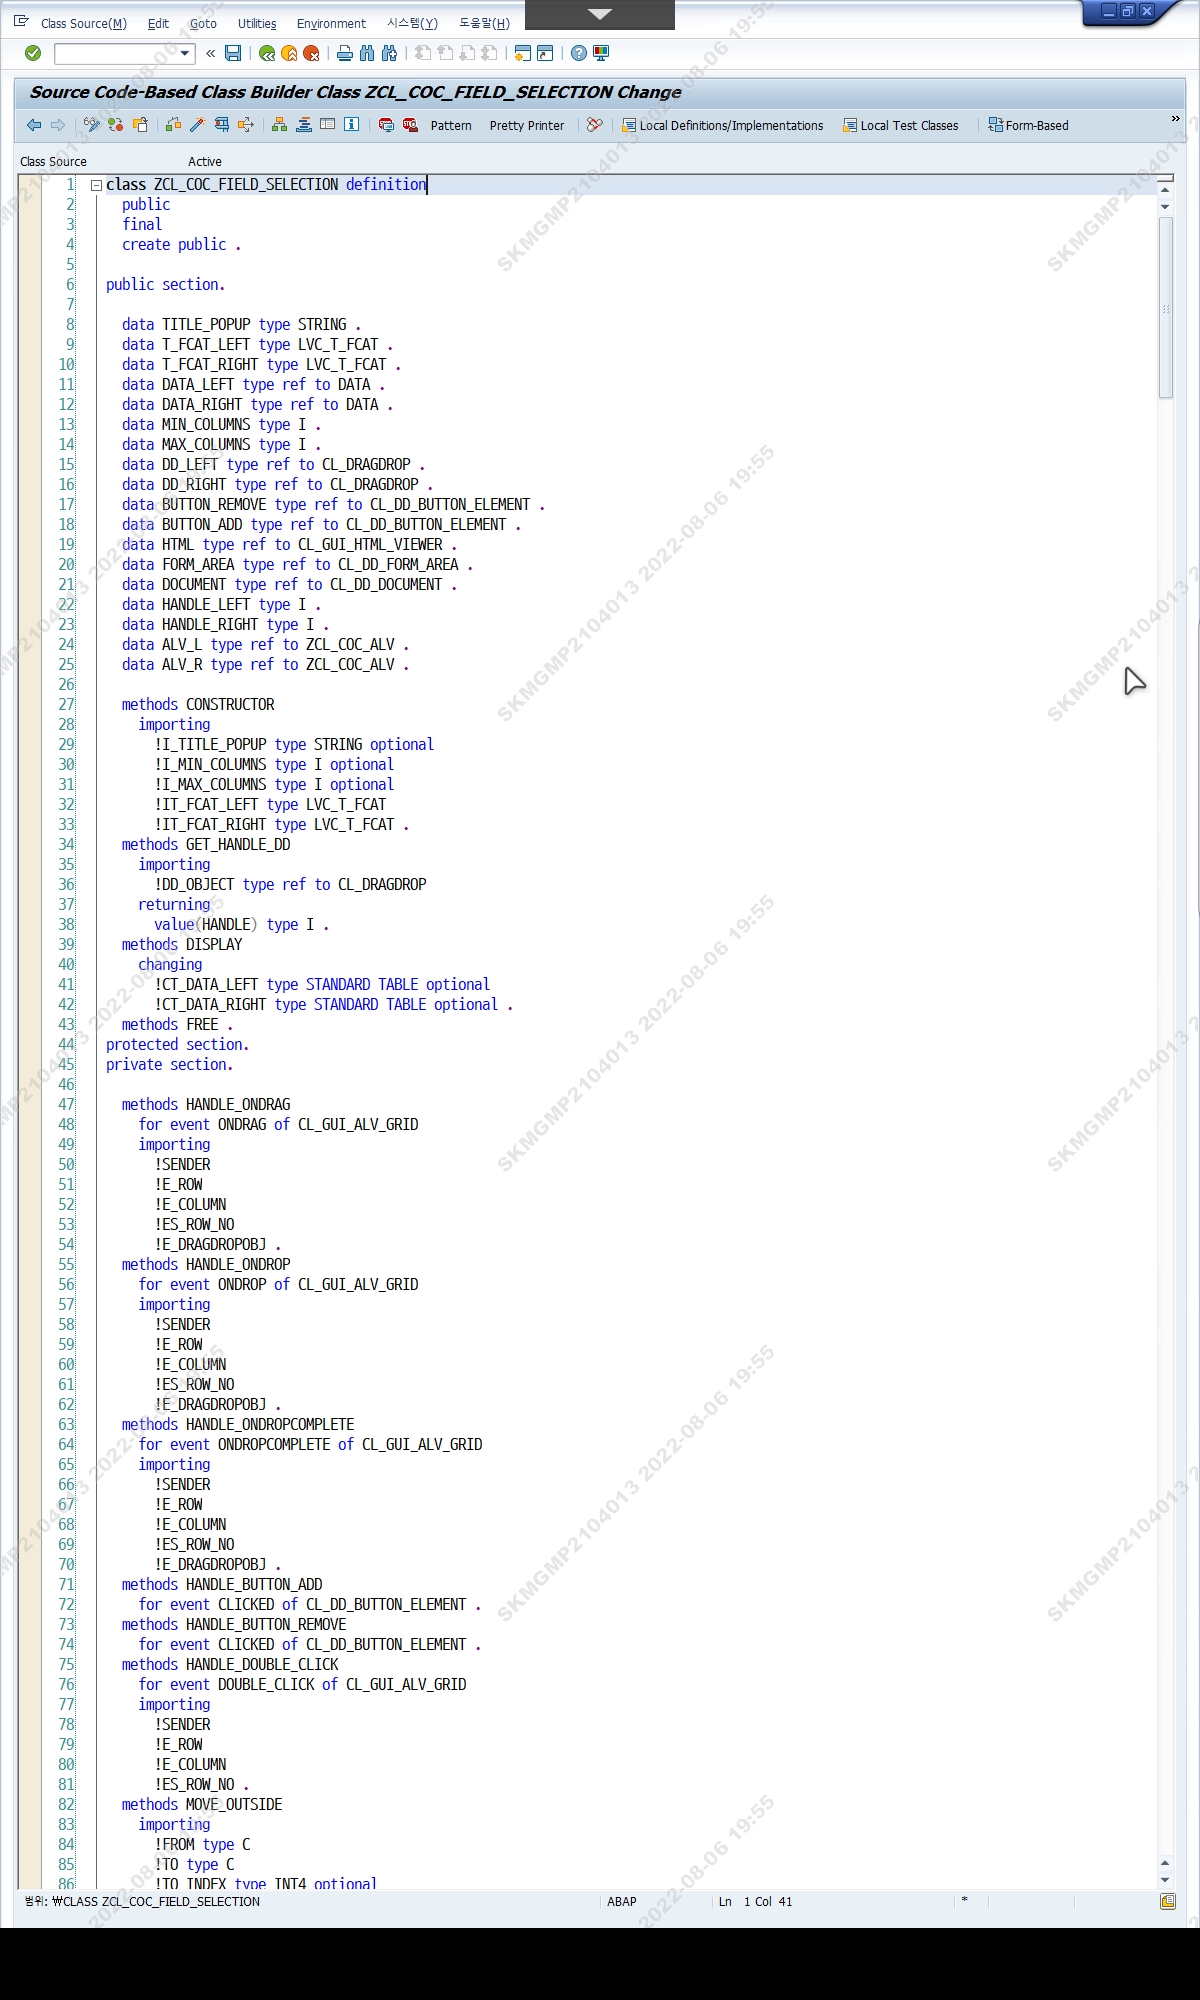 Class Source(M) Edit Goto Utilities Environment 시스템(Y) 도움말(H)
Source Code-Based Class Builder Class ZCL_COC_FIELD_SELECTION Change
Pattern Pretty Printer Local Definitions/Implementations Local Test Classes Form-Based »
Class Source Active
1 class ZCL_COC_FIELD_SELECTION definition
2 public
3 final
4 create public .
5
6 public section.
7
8 data TITLE_POPUP type STRING .
9 data T_FCAT_LEFT type LVC_T_FCAT .
10 data T_FCAT_RIGHT type LVC_T_FCAT .
11 data DATA_LEFT type ref to DATA .
12 data DATA_RIGHT type ref to DATA .
13 data MIN_COLUMNS type I .
14 data MAX_COLUMNS type I .
15 data DD_LEFT type ref to CL_DRAGDROP .
16 data DD_RIGHT type ref to CL_DRAGDROP .
17 data BUTTON_REMOVE type ref to CL_DD_BUTTON_ELEMENT .
18 data BUTTON_ADD type ref to CL_DD_BUTTON_ELEMENT .
19 data HTML type ref to CL_GUI_HTML_VIEWER .
20 data FORM_AREA type ref to CL_DD_FORM_AREA .
21 data DOCUMENT type ref to CL_DD_DOCUMENT .
22 data HANDLE_LEFT type I .
23 data HANDLE_RIGHT type I .
24 data ALV_L type ref to ZCL_COC_ALV .
25 data ALV_R type ref to ZCL_COC_ALV .
26
27 methods CONSTRUCTOR
28 importing
29 !I_TITLE_POPUP type STRING optional
30 !I_MIN_COLUMNS type I optional
31 !I_MAX_COLUMNS type I optional
32 !IT_FCAT_LEFT type LVC_T_FCAT
33 !IT_FCAT_RIGHT type LVC_T_FCAT .
34 methods GET_HANDLE_DD
35 importing
36 !DD_OBJECT type ref to CL_DRAGDROP
37 returning
38 value(HANDLE) type I .
39 methods DISPLAY
40 changing
41 !CT_DATA_LEFT type STANDARD TABLE optional
42 !CT_DATA_RIGHT type STANDARD TABLE optional .
43 methods FREE .
44 protected section.
45 private section.
46
47 methods HANDLE_ONDRAG
48 for event ONDRAG of CL_GUI_ALV_GRID
49 importing
50 !SENDER
51 !E_ROW
52 !E_COLUMN
53 !ES_ROW_NO
54 !E_DRAGDROPOBJ .
55 methods HANDLE_ONDROP
56 for event ONDROP of CL_GUI_ALV_GRID
57 importing
58 !SENDER
59 !E_ROW
60 !E_COLUMN
61 !ES_ROW_NO
62 !E_DRAGDROPOBJ .
63 methods HANDLE_ONDROPCOMPLETE
64 for event ONDROPCOMPLETE of CL_GUI_ALV_GRID
65 importing
66 !SENDER
67 !E_ROW
68 !E_COLUMN
69 !ES_ROW_NO
70 !E_DRAGDROPOBJ .
71 methods HANDLE_BUTTON_ADD
72 for event CLICKED of CL_DD_BUTTON_ELEMENT .
73 methods HANDLE_BUTTON_REMOVE
74 for event CLICKED of CL_DD_BUTTON_ELEMENT .
75 methods HANDLE_DOUBLE_CLICK
76 for event DOUBLE_CLICK of CL_GUI_ALV_GRID
77 importing
78 !SENDER
79 !E_ROW
80 !E_COLUMN
81 !ES_ROW_NO .
82 methods MOVE_OUTSIDE
83 importing
84 !FROM type C
85 !TO type C
86 !TO_INDEX type INT4 optional
범위: ₩CLASS ZCL_COC_FIELD_SELECTION ABAP Ln 1 Col 41 *
SKMGMP2104013 2022-08-06 19:55